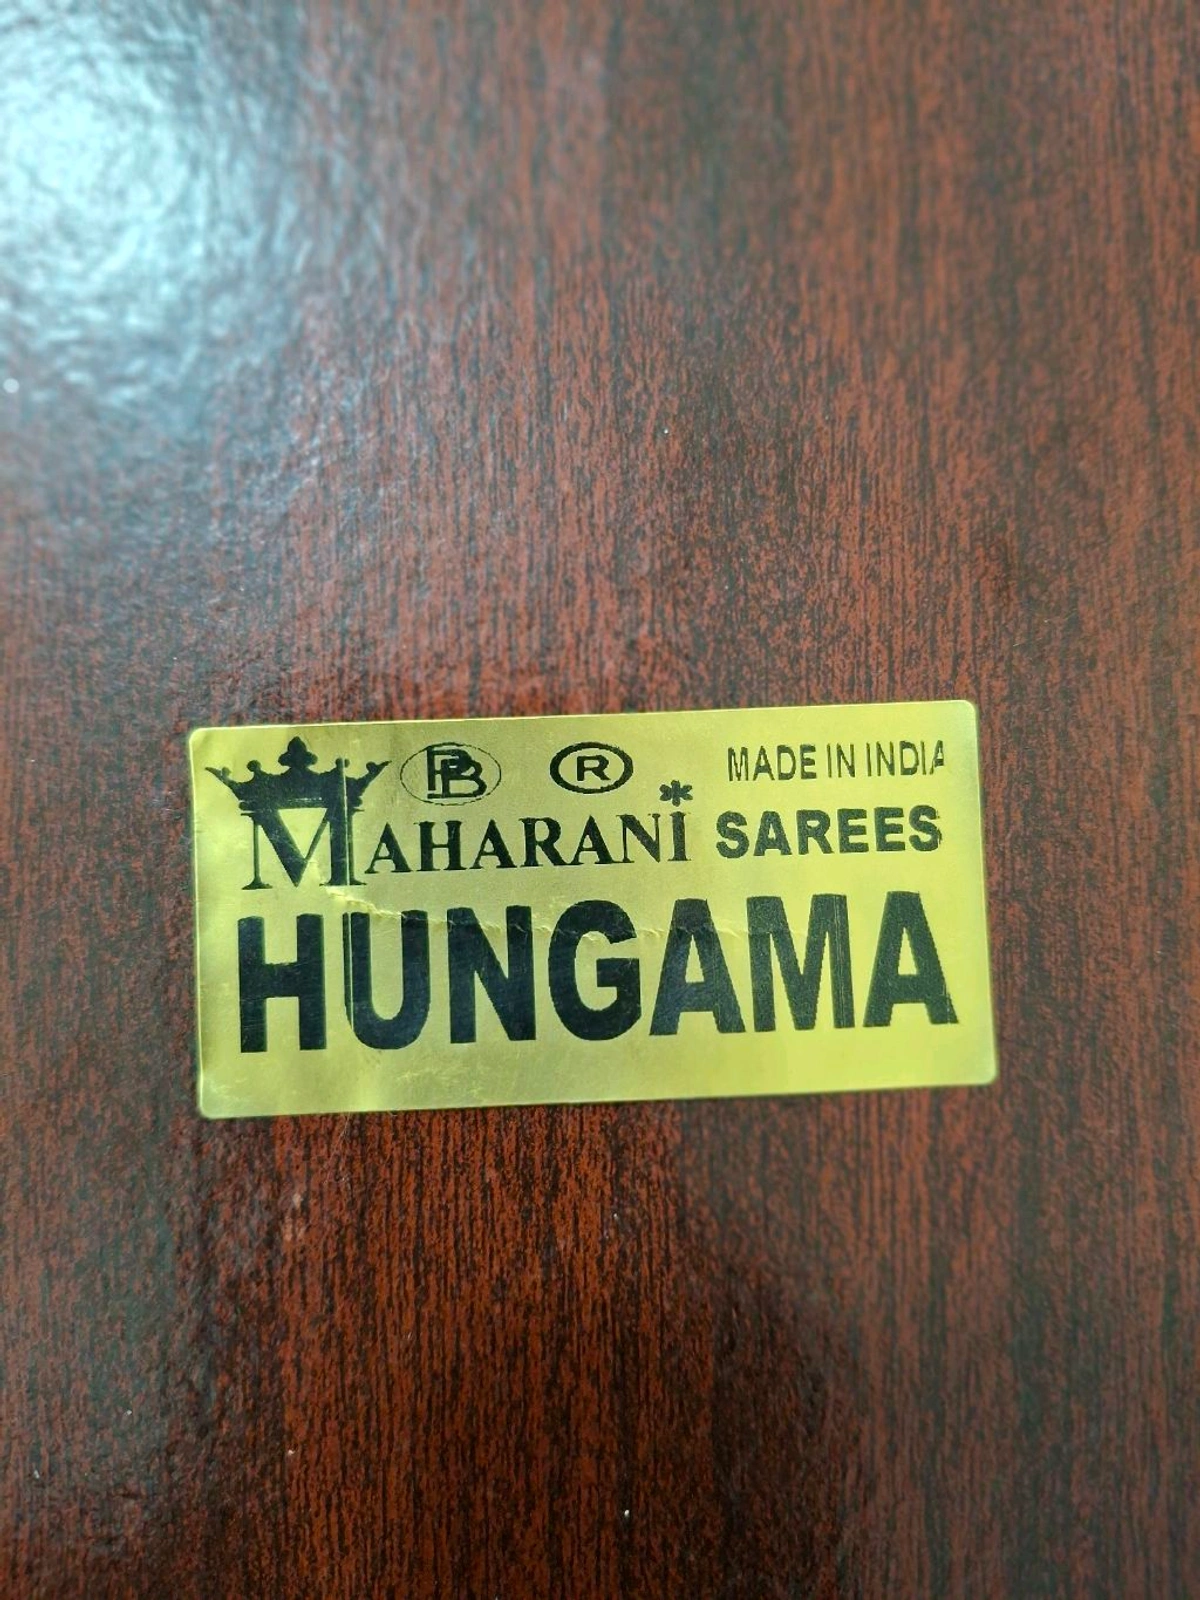 PB ® MADE IN INDIA
MAHARANI SAREES
HUNGAMA